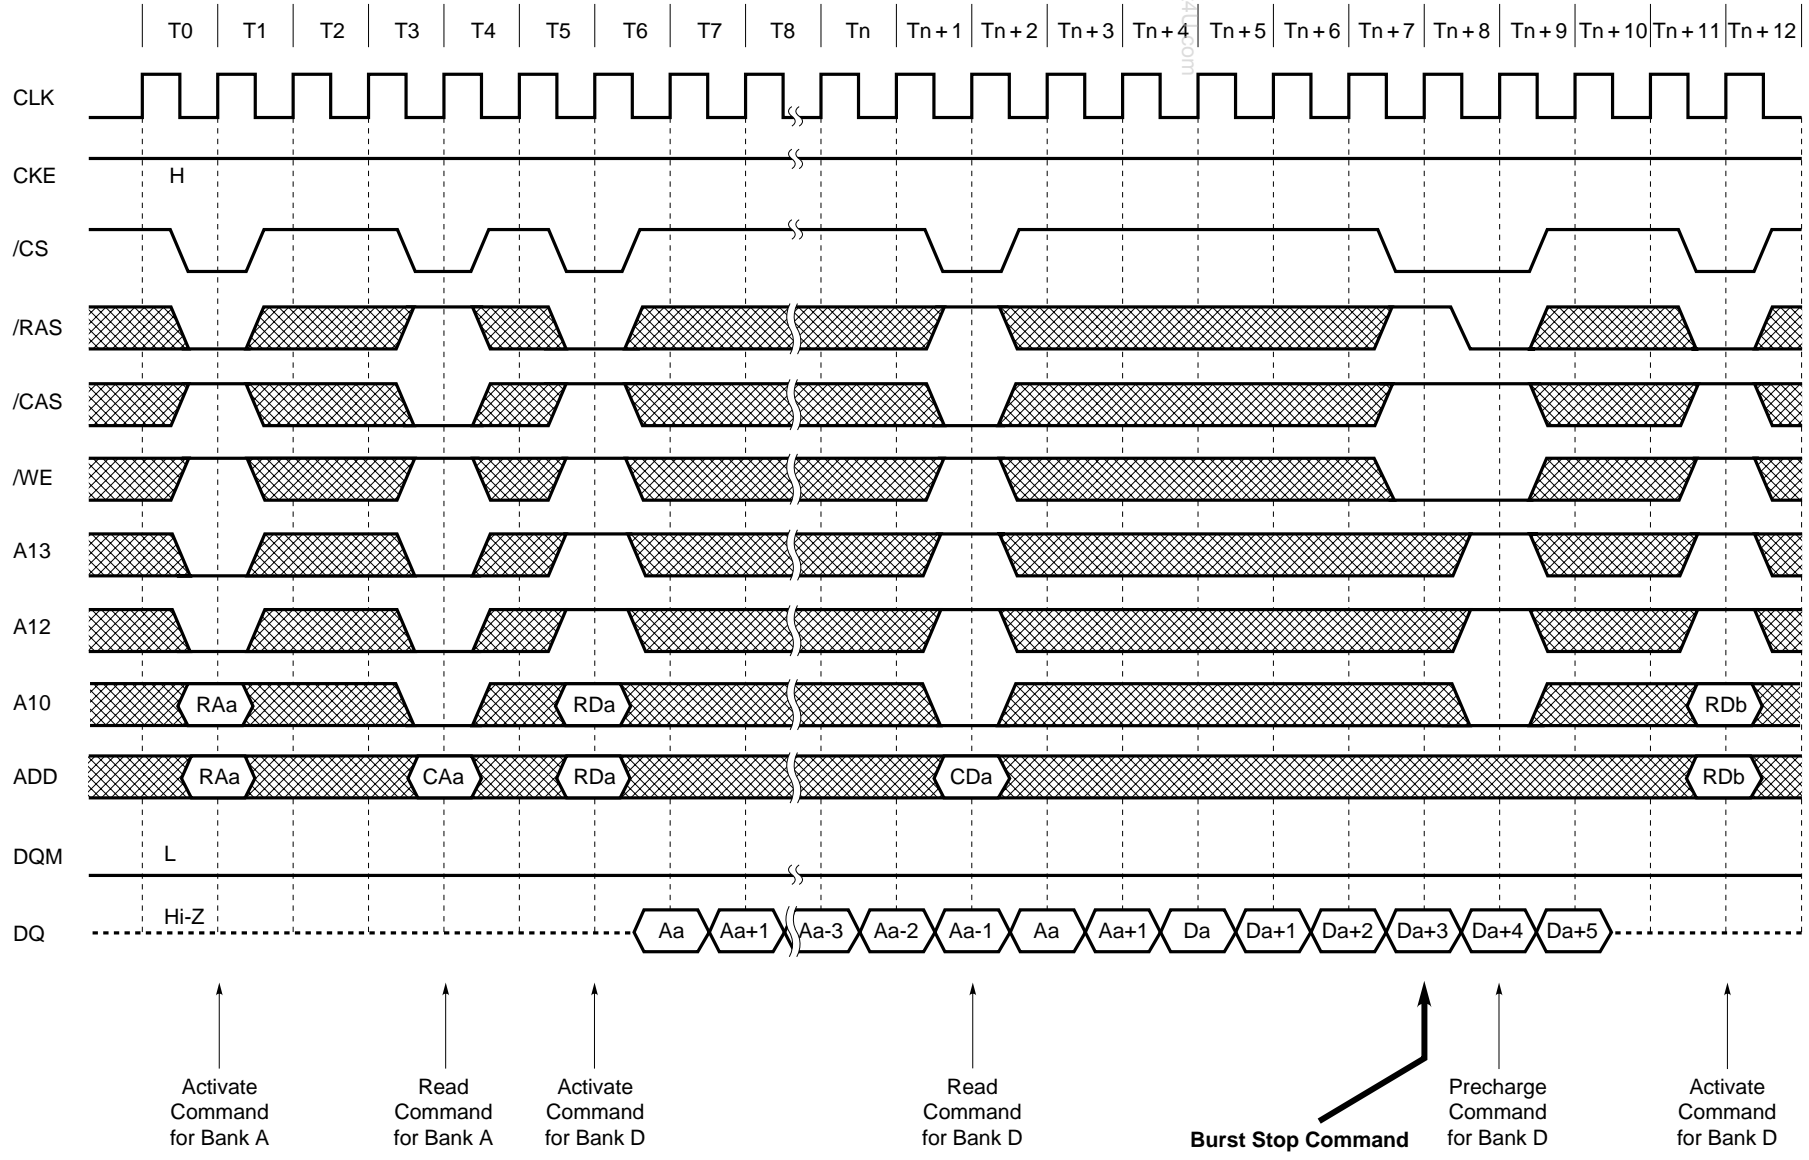 T0 T1 T2 T3 T4 T5 T6 T7 T8 Tn Tn + 1 Tn + 2 Tn + 3 Tn + 4 Tn + 5 Tn + 6 Tn + 7 Tn + 8 Tn + 9 Tn + 10 Tn + 11 Tn + 12
4U.com
CLK
CKE H
/CS
/RAS
/CAS
/WE
A13
A12
A10 RAa RDa RDb
ADD RAa CAa RDa CDa RDb
DQM L
Hi-Z
DQ Aa Aa+1 Aa-3 Aa-2 Aa-1 Aa Aa+1 Da Da+1 Da+2 Da+3 Da+4 Da+5
Activate
Command
for Bank A
Read
Command
for Bank A
Activate
Command
for Bank D
Read
Command
for Bank D
Burst Stop Command
Precharge
Command
for Bank D
Activate
Command
for Bank D